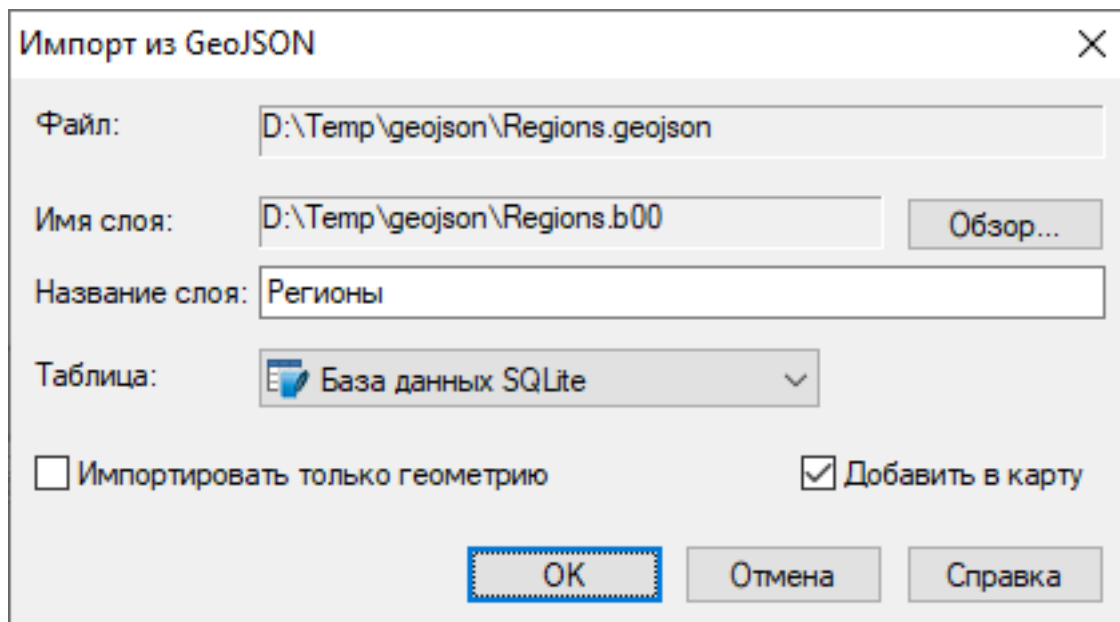 Импорт из GeoJSON
Файл: D:\Temp\geojson\Regions.geojson
Имя слоя: D:\Temp\geojson\Regions.b00 Обзор...
Название слоя: Регионы
Таблица: База данных SQLite
Импортировать только геометрию Добавить в карту
OK Отмена Справка